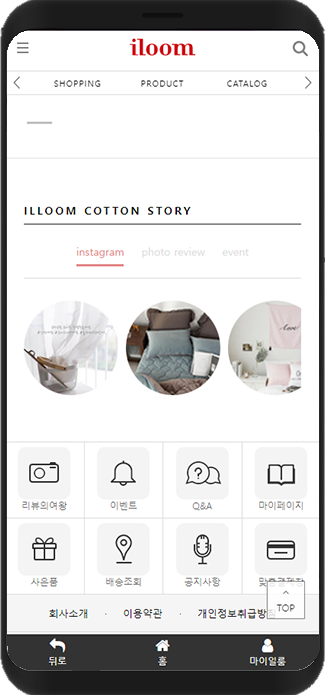 iloom
SHOPPING PRODUCT CATALOG
ILLOOM COTTON STORY
instagram photo review event
리뷰의여왕 이벤트 Q&A 마이페이지
사은품 배송조회 공지사항
TOP
회사소개 · 이용약관 · 개인정보취급방침
뒤로 홈 마이일룸